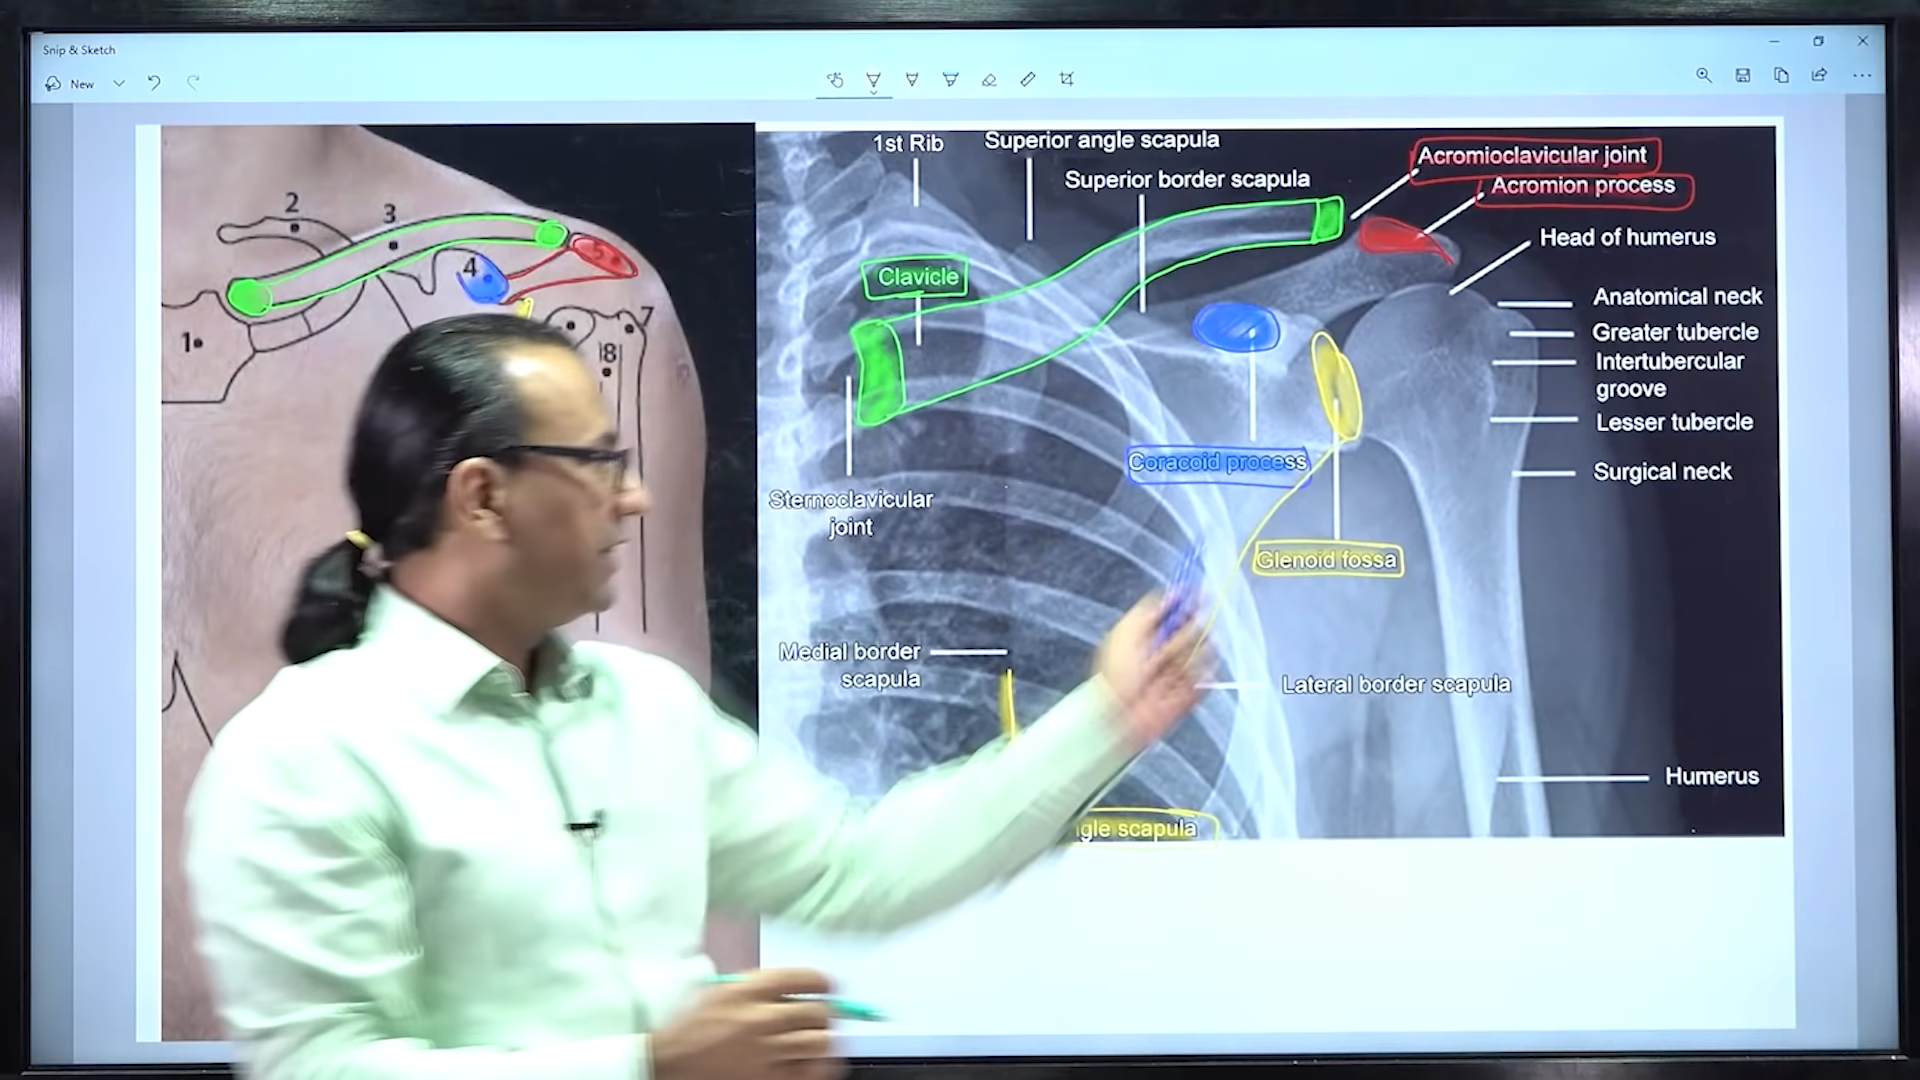 Snip & Sketch
New
2
3
4
5
1
7
8
1st Rib
Superior angle scapula
Superior border scapula
Acromioclavicular joint
Acromion process
Head of humerus
Clavicle
Anatomical neck
Greater tubercle
Intertubercular
groove
Lesser tubercle
Coracoid process
Surgical neck
Sternoclavicular
joint
Glenoid fossa
Medial border
scapula
Lateral border scapula
Humerus
gle scapula